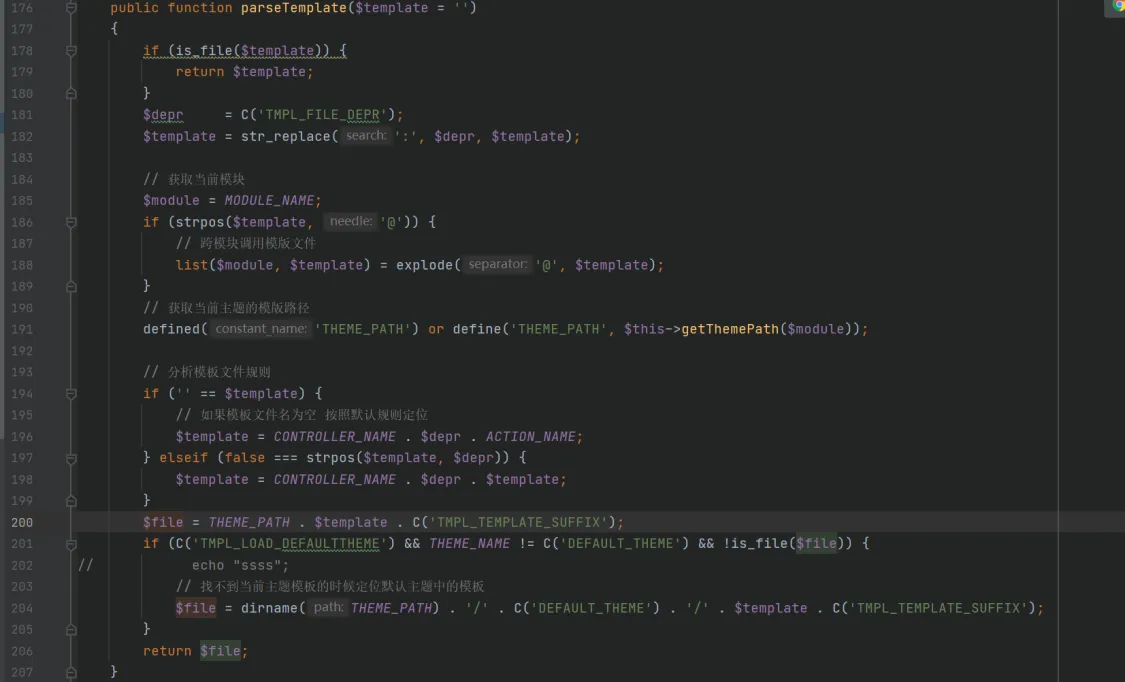 176 public function parseTemplate($template = '')
177 {
178 if (is_file($template)) {
179 return $template;
180 }
181 $depr = C('TMPL_FILE_DEPR');
182 $template = str_replace( search: ':', $depr, $template);
183
184 // 获取当前模块
185 $module = MODULE_NAME;
186 if (strpos($template, needle: '@')) {
187 // 跨模块调用模版文件
188 list($module, $template) = explode( separator: '@', $template);
189 }
190 // 获取当前主题的模版路径
191 defined( constant_name: 'THEME_PATH') or define('THEME_PATH', $this->getThemePath($module));
192
193 // 分析模板文件规则
194 if ('' == $template) {
195 // 如果模板文件名为空 按照默认规则定位
196 $template = CONTROLLER_NAME . $depr . ACTION_NAME;
197 } elseif (false === strpos($template, $depr)) {
198 $template = CONTROLLER_NAME . $depr . $template;
199 }
200 $file = THEME_PATH . $template . C('TMPL_TEMPLATE_SUFFIX');
201 if (C('TMPL_LOAD_DEFAULTTHEME') && THEME_NAME != C('DEFAULT_THEME') && !is_file($file)) {
202 // echo "ssss";
203 // 找不到当前主题模板的时候定位默认主题中的模板
204 $file = dirname( path: THEME_PATH) . '/' . C('DEFAULT_THEME') . '/' . $template . C('TMPL_TEMPLATE_SUFFIX');
205 }
206 return $file;
207 }